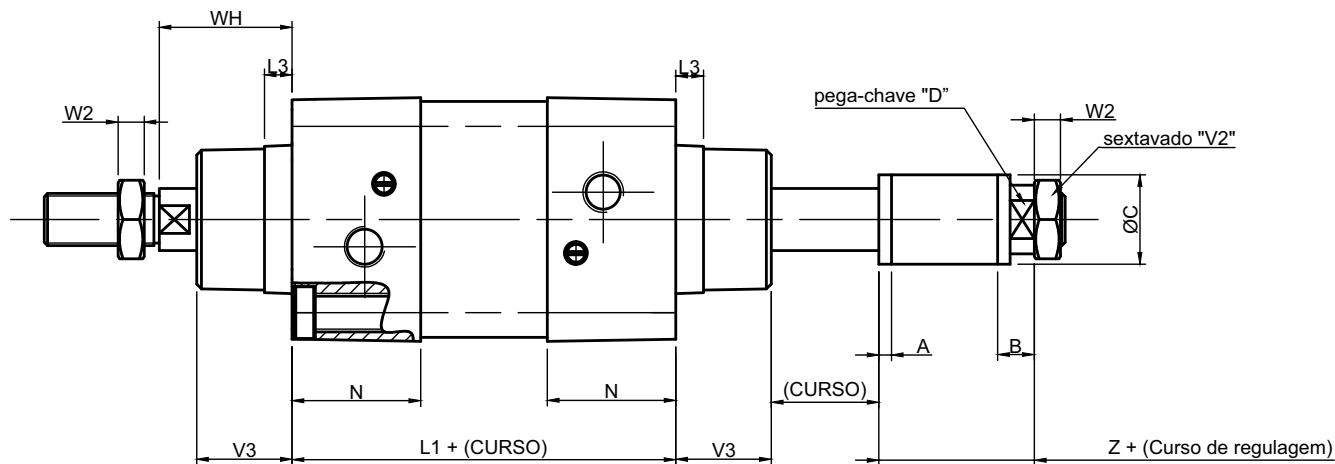 WH
L3
L3
W2
pega-chave "D"
W2
sextavado "V2"
ØC
A
B
N
N
(CURSO)
V3
L1 + (CURSO)
V3
Z + (Curso de regulagem)